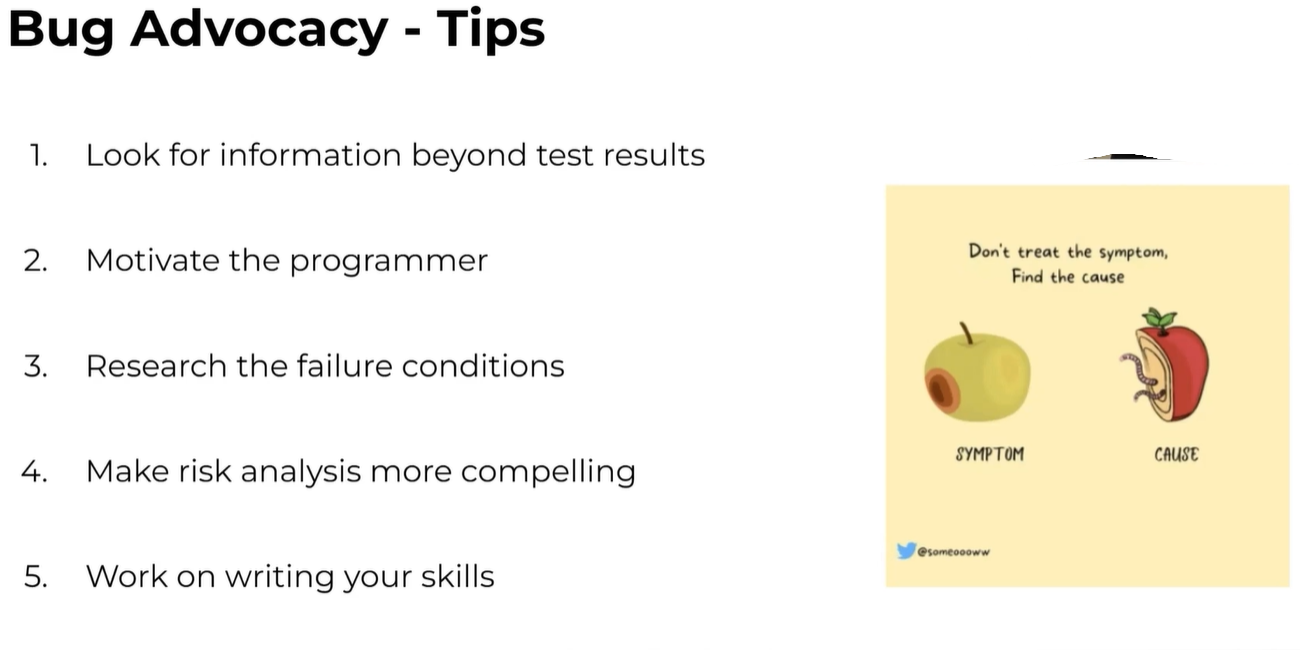 Bug Advocacy - Tips
1. Look for information beyond test results
2. Motivate the programmer
3. Research the failure conditions
4. Make risk analysis more compelling
5. Work on writing your skills
Don't treat the symptom,
Find the cause
SYMPTOM
CAUSE
@someoooww